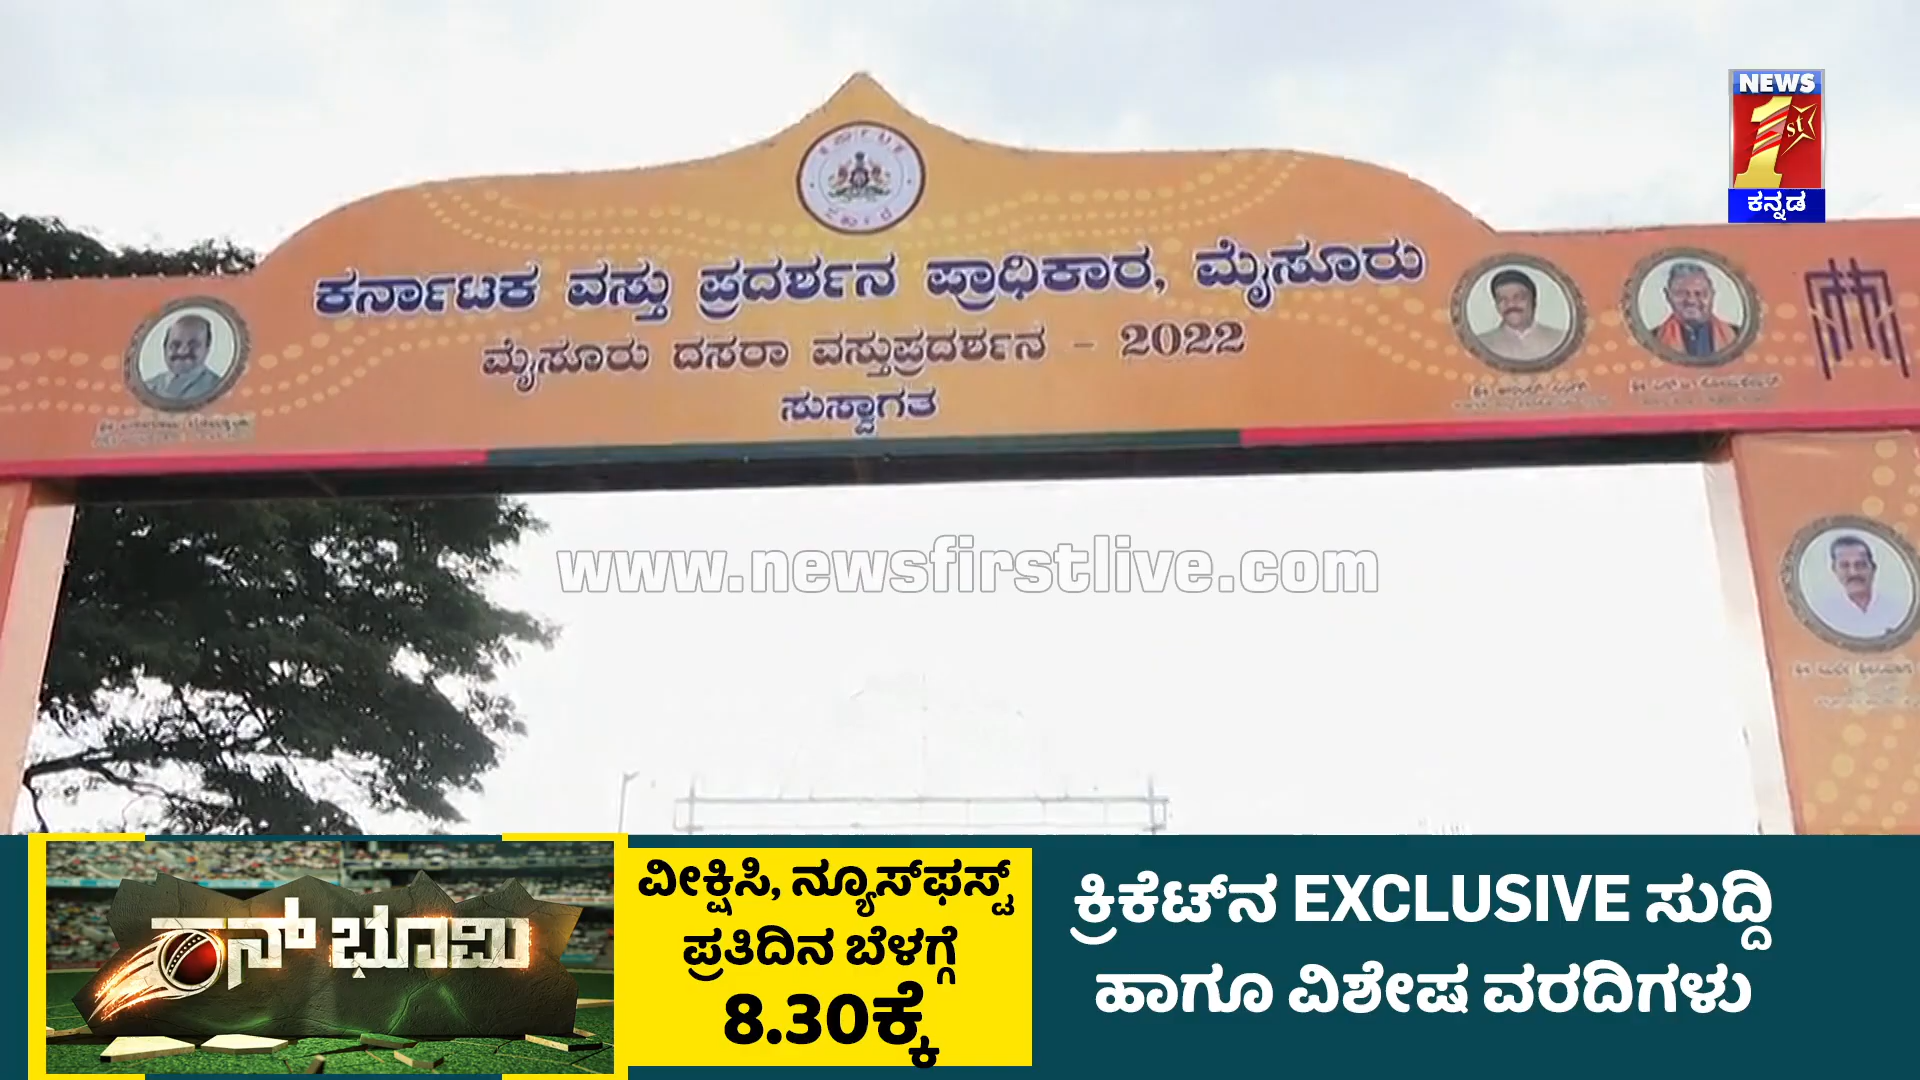 NEWS
1st
ಕನ್ನಡ
ಕರ್ನಾಟಕ ವಸ್ತು ಪ್ರದರ್ಶನ ಪ್ರಾಧಿಕಾರ, ಮೈಸೂರು
ಮೈಸೂರು ದಸರಾ ವಸ್ತುಪ್ರದರ್ಶನ - 2022
ಸುಸ್ವಾಗತ
www.newsfirstlive.com
ರನ್ ಭೂಮಿ
ವೀಕ್ಷಿಸಿ, ನ್ಯೂಸ್‌ಫಸ್ಟ್
ಪ್ರತಿದಿನ ಬೆಳಗ್ಗೆ
8.30ಕ್ಕೆ
ಕ್ರಿಕೆಟ್‌ನ EXCLUSIVE ಸುದ್ದಿ
ಹಾಗೂ ವಿಶೇಷ ವರದಿಗಳು